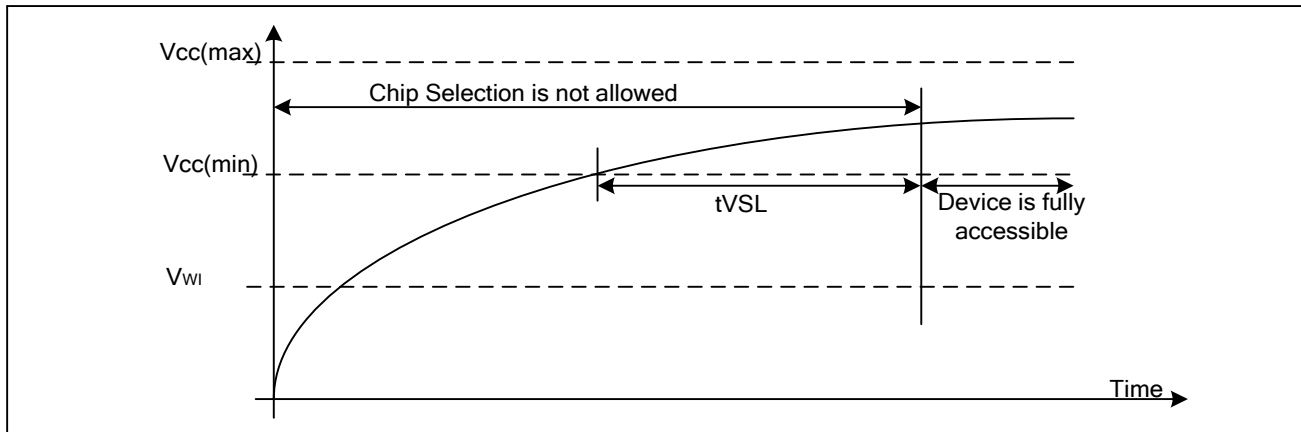 Vcc(max)
Chip Selection is not allowed
Vcc(min)
tVSL
Device is fully
accessible
VWI
Time